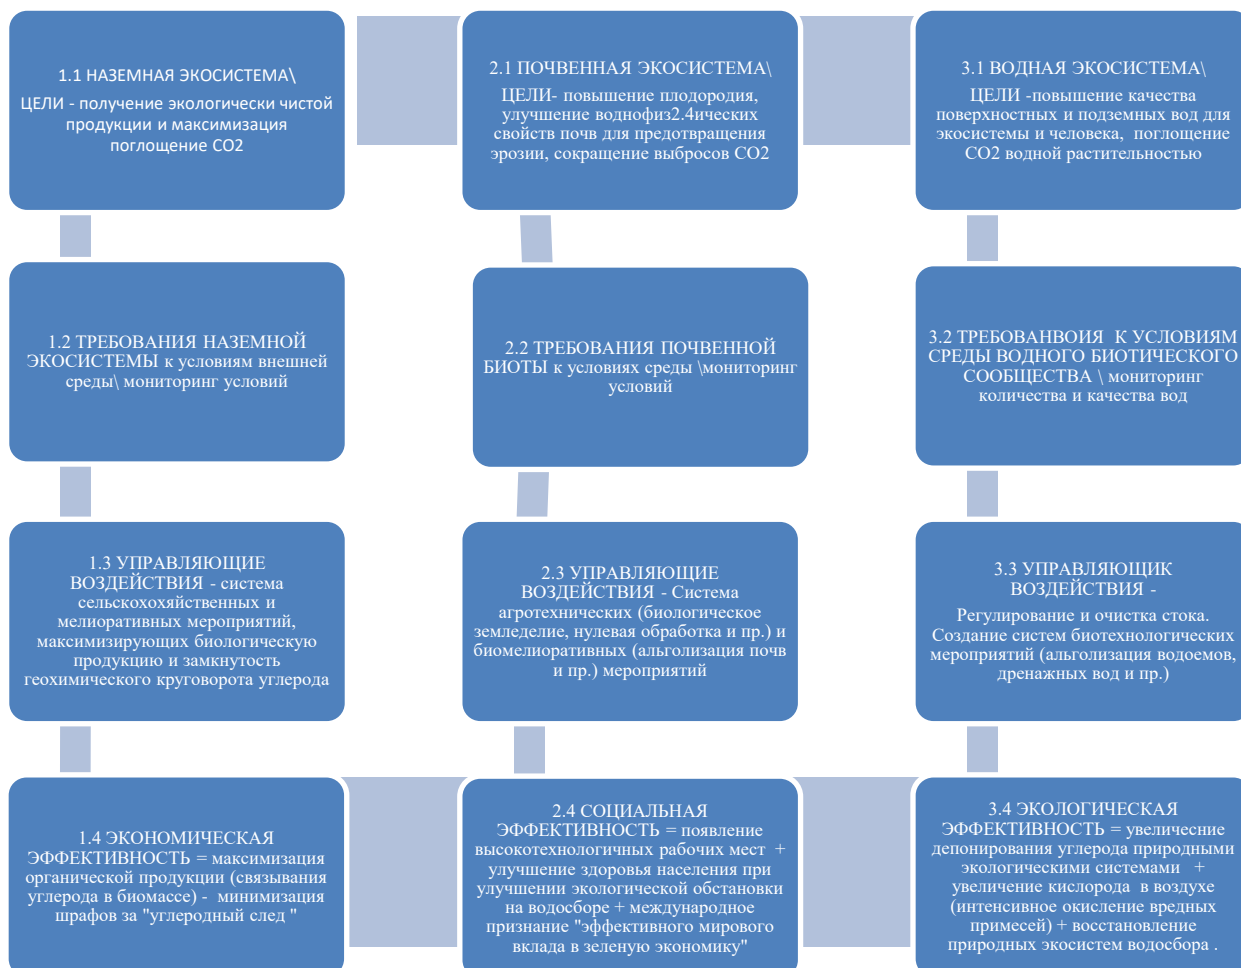 1.1 НАЗЕМНАЯ ЭКОСИСТЕМА\
ЦЕЛИ - получение экологически чистой
продукции и максимизация
поглощение СО2
2.1 ПОЧВЕННАЯ ЭКОСИСТЕМА\
ЦЕЛИ- повышение плодородия,
улучшение воднофиз2.4ических
свойств почв для предотвращения
эрозии, сокращение выбросов СО2
3.1 ВОДНАЯ ЭКОСИСТЕМА\
ЦЕЛИ -повышение качества
поверхностных и подземных вод для
экосистемы и человека, поглощение
СО2 водной растительностью
1.2 ТРЕБОВАНИЯ НАЗЕМНОЙ
ЭКОСИСТЕМЫ к условиям внешней
среды\ мониторинг условий
2.2 ТРЕБОВАНИЯ ПОЧВЕННОЙ
БИОТЫ к условиях среды \мониторинг
условий
3.2 ТРЕБОВАНВОИЯ К УСЛОВИЯМ
СРЕДЫ ВОДНОГО БИОТИЧЕСКОГО
СООБЩЕСТВА \ мониторинг
количества и качества вод
1.3 УПРАВЛЯЮЩИЕ
ВОЗДЕЙСТВИЯ - система
сельскохохяйственных и
мелиоративных мероприятий,
максимизирующих биологическую
продукцию и замкнутость
геохимического круговорота углерода
2.3 УПРАВЛЯЮЩИЕ
ВОЗДЕЙСТВИЯ - Система
агротехнических (биологическое
земледелие, нулевая обработка и пр.) и
биомелиоративных (альголизация почв
и пр.) мероприятий
3.3 УПРАВЛЯЮЩИК
ВОЗДЕЙСТВИЯ -
Регулирование и очистка стока.
Создание систем биотехнологических
мероприятий (альголизация водоемов,
дренажных вод и пр.)
1.4 ЭКОНОМИЧЕСКАЯ
ЭФФЕКТИВНОСТЬ = максимизация
органической продукции (связывания
углерода в биомассе) - минимизация
шрафов за "углеродный след "
2.4 СОЦИАЛЬНАЯ
ЭФФЕКТИВНОСТЬ = появление
высокотехнологичных рабочих мест +
улучшение здоровья населения при
улучшении экологической обстановки
на водосборе + международное
признание "эффективного мирового
вклада в зеленую экономику"
3.4 ЭКОЛОГИЧЕСКАЯ
ЭФФЕКТИВНОСТЬ = увеличесние
депонирования углерода природными
экологическими системами +
увеличение кислорода в воздухе
(интенсивное окисление вредных
примесей) + восстановление
природных экосистем водосбора .